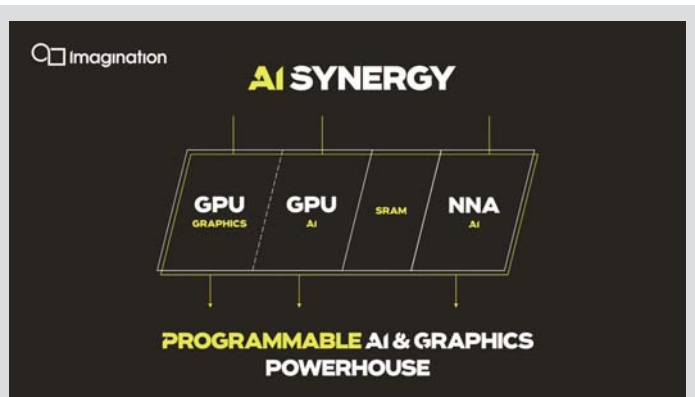 Imagination
AI SYNERGY
GPU
GRAPHICS
GPU
AI
SRAM
NNA
AI
PROGRAMMABLE AI & GRAPHICS
POWERHOUSE